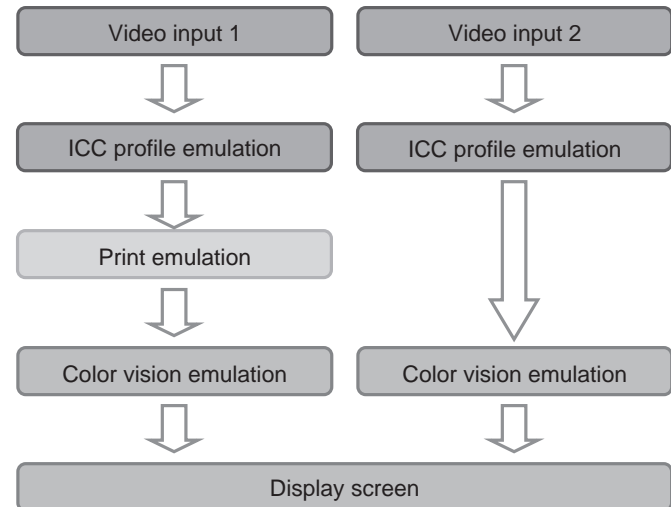 Video input 1
Video input 2
ICC profile emulation
ICC profile emulation
Print emulation
Color vision emulation
Color vision emulation
Display screen